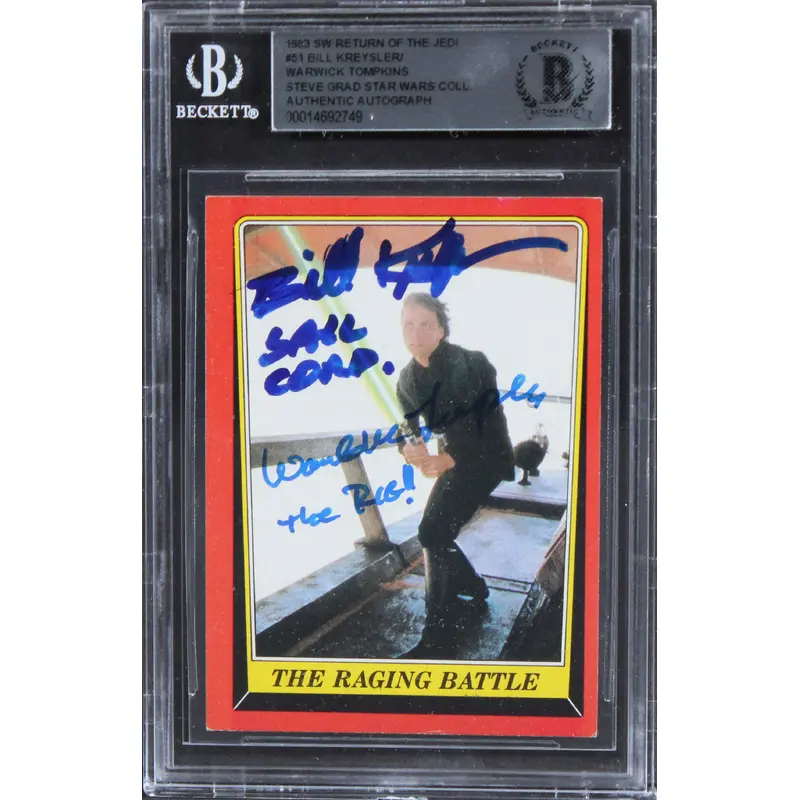 B
BECKETT®
1983 SW RETURN OF THE JEDI
#51 BILL KREYSLER/
WARWICK TOMPKINS
STEVE GRAD STAR WARS COLL.
AUTHENTIC AUTOGRAPH
00014692749
BECKETT
B
Bill
SAIL
CORD.
the RIG!!
THE RAGING BATTLE